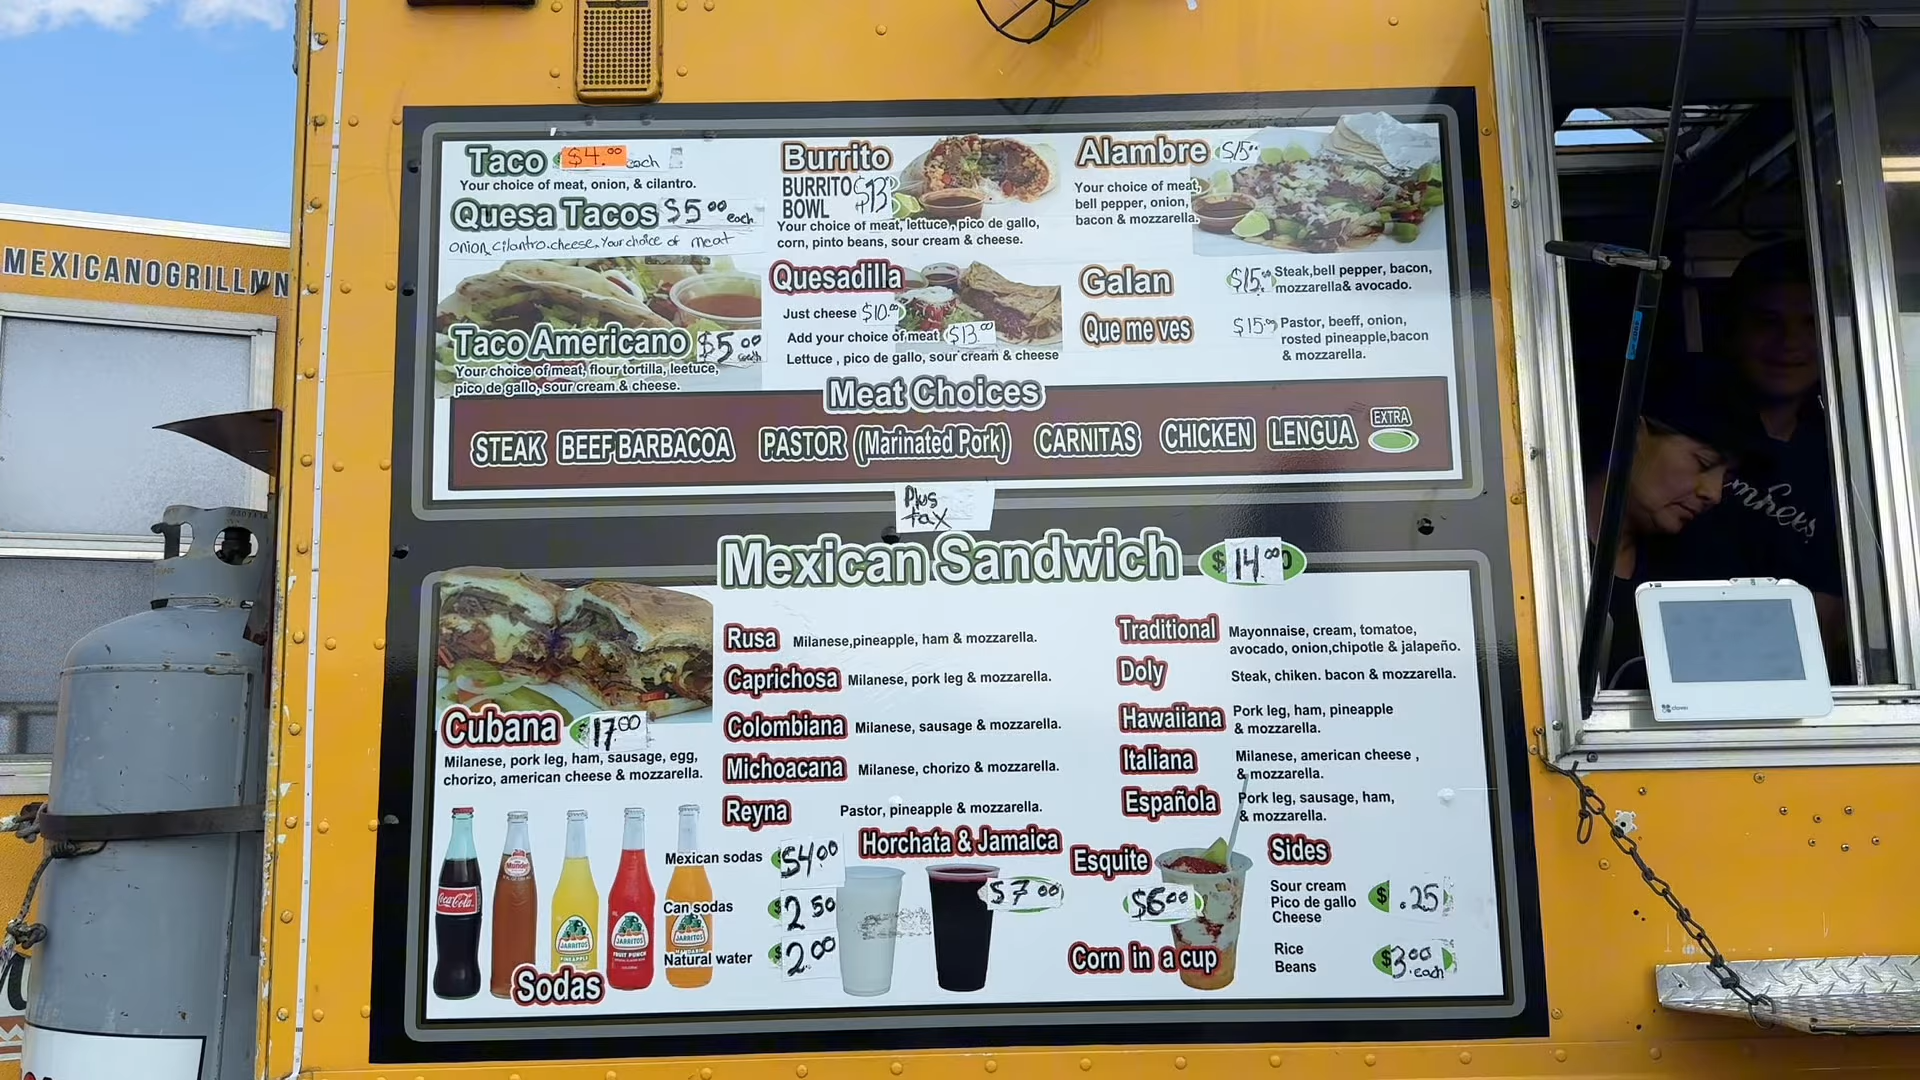 MEXICANOGRILLMN
Taco $4.00 each
Your choice of meat, onion, & cilantro.
Quesa Tacos $5.00 each
onion, cilantro, cheese, Your choice of meat
Taco Americano $5.00 each
Your choice of meat, flour tortilla, leetuce,
pico de gallo, sour cream & cheese.
Burrito
BURRITO
BOWL
$13
Your choice of meat, lettuce, pico de gallo,
corn, pinto beans, sour cream & cheese.
Quesadilla
Just cheese $10.00
Add your choice of meat $13.00
Lettuce , pico de gallo, sour cream & cheese
Alambre $15.00
Your choice of meat,
bell pepper, onion,
bacon & mozzarella.
Galan $15.00
Steak,bell pepper, bacon,
mozzarella& avocado.
Que me ves $15.00
Pastor, beeff, onion,
rosted pineapple,bacon
& mozzarella.
Meat Choices
STEAK BEEF BARBACOA PASTOR (Marinated Pork) CARNITAS CHICKEN LENGUA EXTRA
Plus
tax
Mexican Sandwich $14.00
Cubana $17.00
Milanese, pork leg, ham, sausage, egg,
chorizo, american cheese & mozzarella.
Rusa Milanese,pineapple, ham & mozzarella.
Caprichosa Milanese, pork leg & mozzarella.
Colombiana Milanese, sausage & mozzarella.
Michoacana Milanese, chorizo & mozzarella.
Reyna Pastor, pineapple & mozzarella.
Traditional Mayonnaise, cream, tomatoe,
avocado, onion,chipotle & jalapeño.
Doly Steak, chiken. bacon & mozzarella.
Hawaiiana Pork leg, ham, pineapple
& mozzarella.
Italiana Milanese, american cheese ,
& mozzarella.
Española Pork leg, sausage, ham,
& mozzarella.
Coca-Cola
JARRITOS
PINEAPPLE
JARRITOS
FRUIT PUNCH
JARRITOS
MANDARIN
Sodas
Mexican sodas $4.00
Can sodas $2.50
Natural water $2.00
Horchata & Jamaica
$7.00
Esquite
$6.00
Corn in a cup
Sides
Sour cream
Pico de gallo
Cheese
$.25
Rice
Beans
$3.00
each
clover